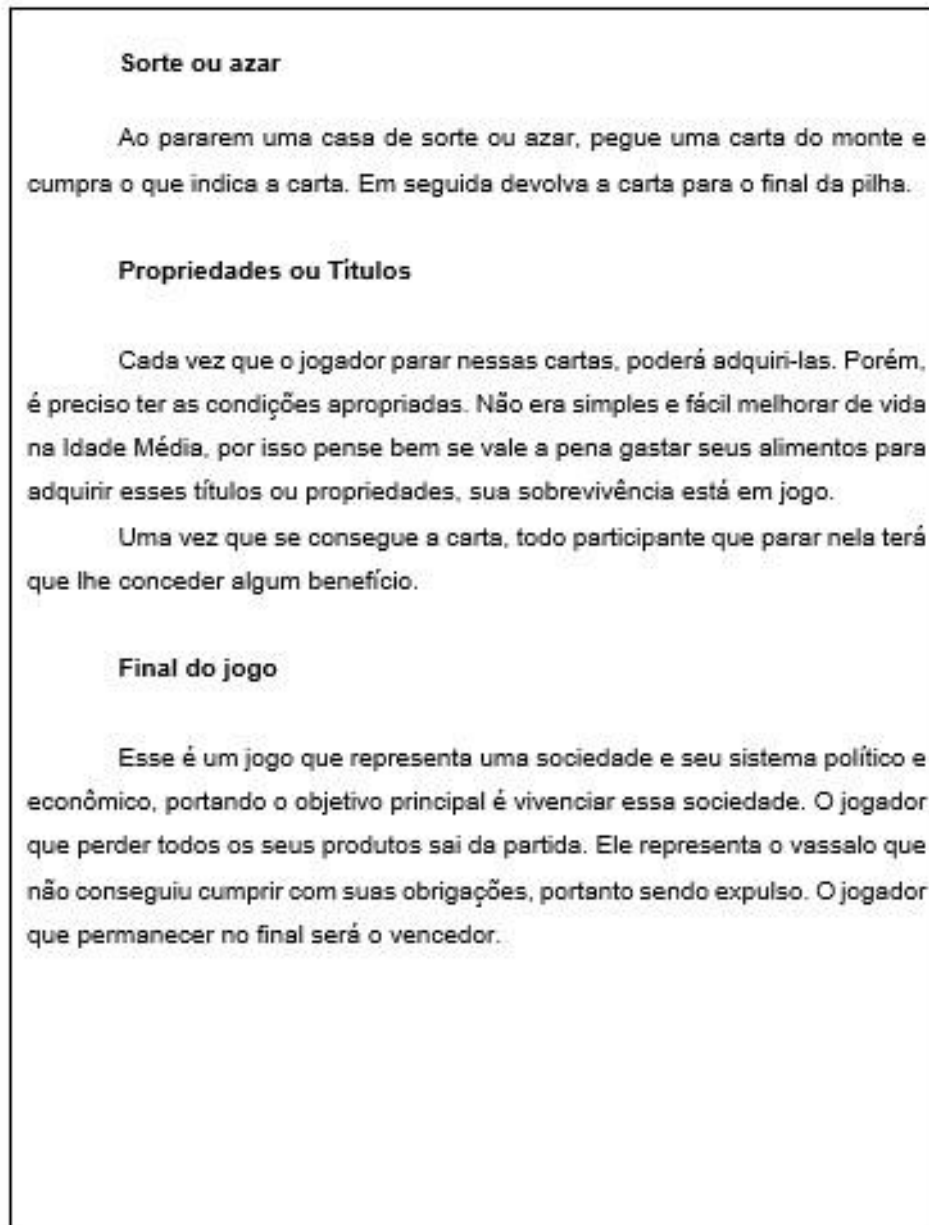 Sorte ou azar
Ao pararem uma casa de sorte ou azar, pegue uma carta do monte e
cumpra o que indica a carta. Em seguida devolva a carta para o final da pilha.
Propriedades ou Títulos
Cada vez que o jogador parar nessas cartas, poderá adquiri-las. Porém,
é preciso ter as condições apropriadas. Não era simples e fácil melhorar de vida
na Idade Média, por isso pense bem se vale a pena gastar seus alimentos para
adquirir esses títulos ou propriedades, sua sobrevivência está em jogo.
Uma vez que se consegue a carta, todo participante que parar nela terá
que lhe conceder algum benefício.
Final do jogo
Esse é um jogo que representa uma sociedade e seu sistema político e
econômico, portando o objetivo principal é vivenciar essa sociedade. O jogador
que perder todos os seus produtos sai da partida. Ele representa o vassalo que
não conseguiu cumprir com suas obrigações, portanto sendo expulso. O jogador
que permanecer no final será o vencedor.